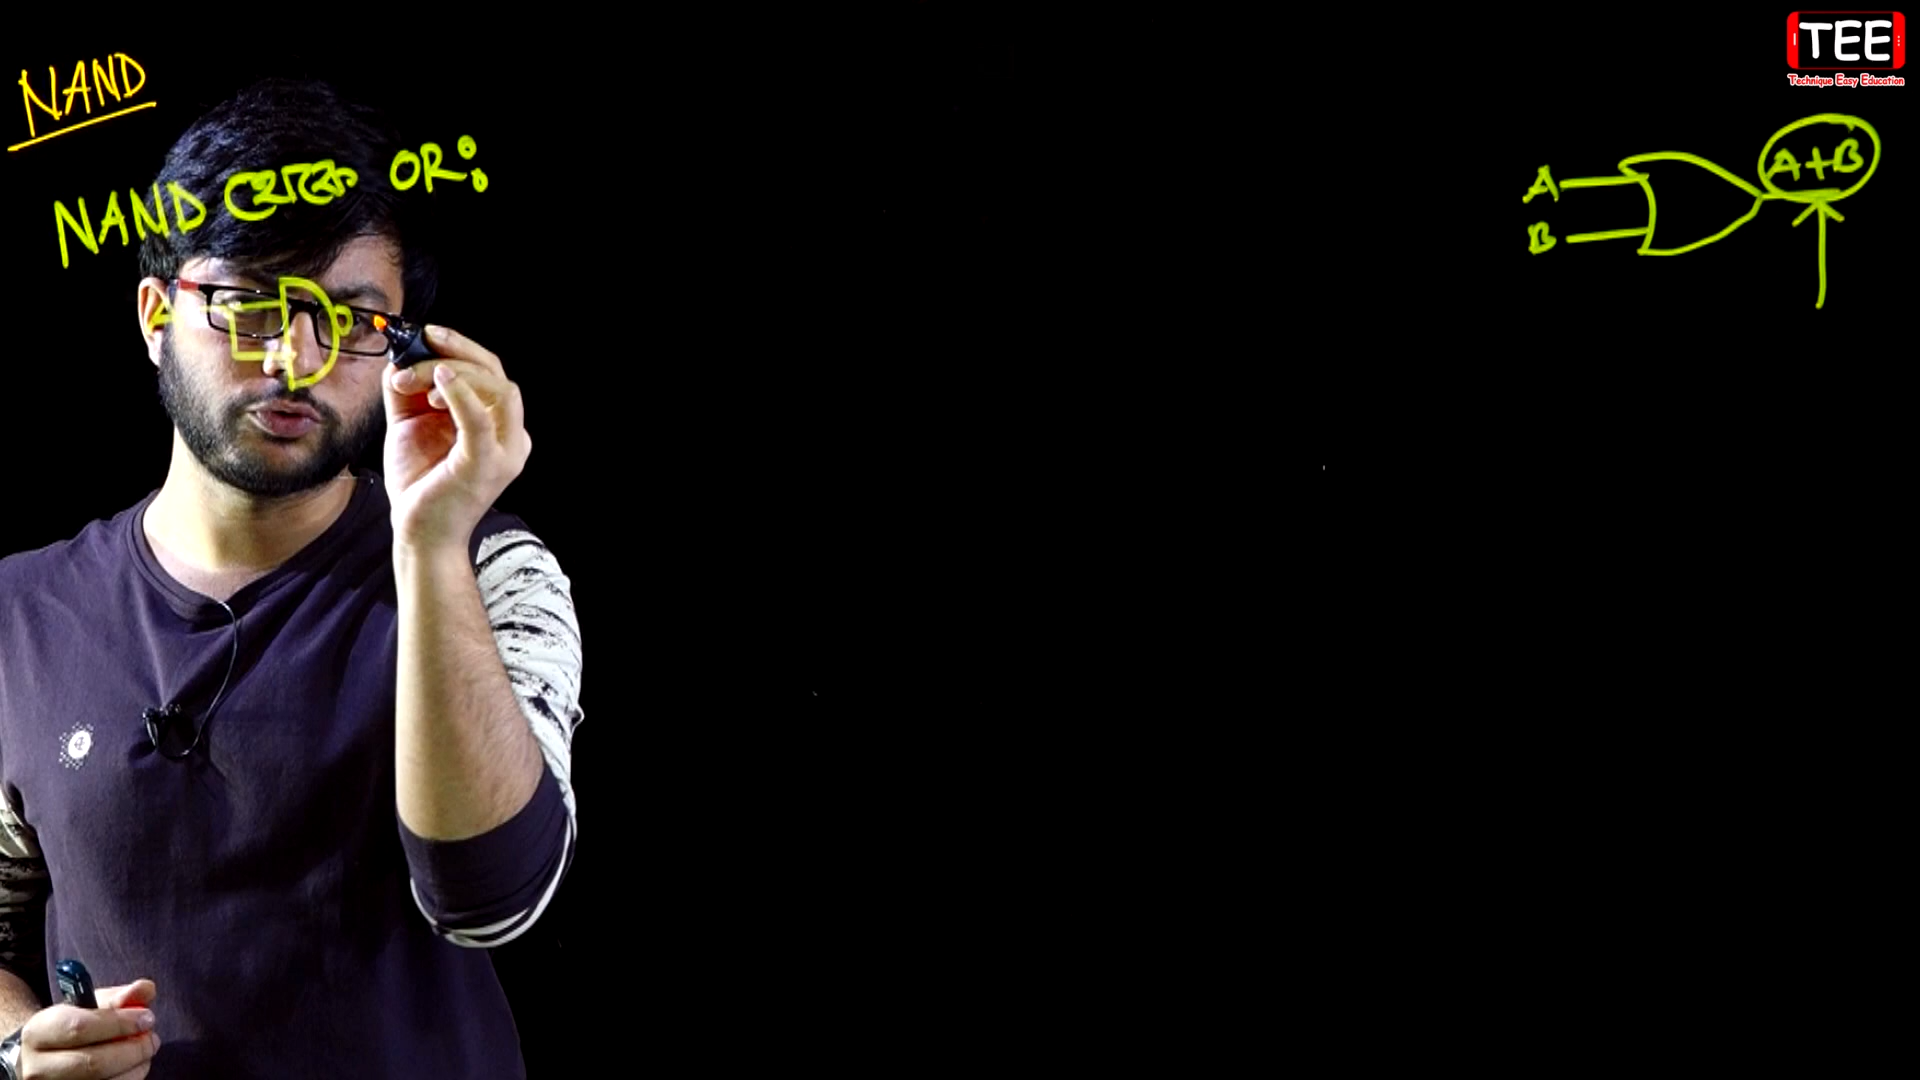 NAND
NAND থেকে OR:
A
A
B
A+B
TEE
Technique Easy Education